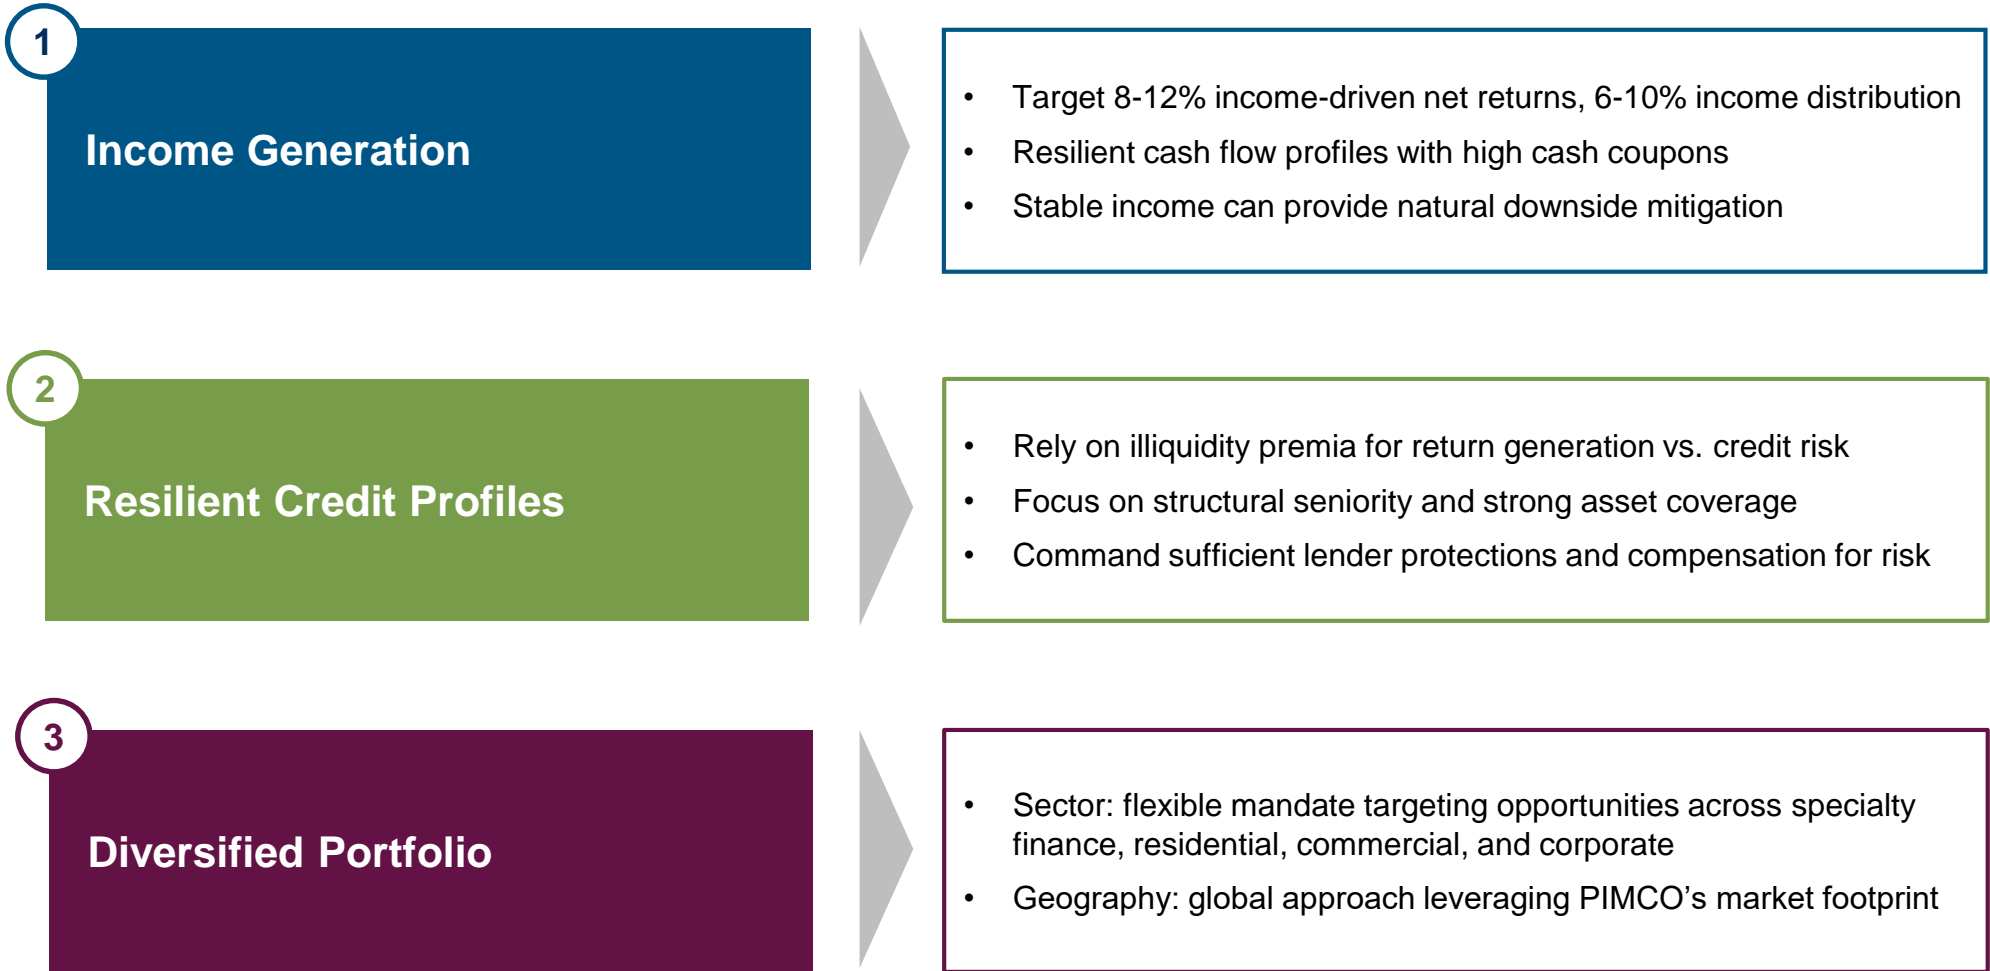 1
Income Generation
• Target 8-12% income-driven net returns, 6-10% income distribution
• Resilient cash flow profiles with high cash coupons
• Stable income can provide natural downside mitigation
2
Resilient Credit Profiles
• Rely on illiquidity premia for return generation vs. credit risk
• Focus on structural seniority and strong asset coverage
• Command sufficient lender protections and compensation for risk
3
Diversified Portfolio
• Sector: flexible mandate targeting opportunities across specialty
finance, residential, commercial, and corporate
• Geography: global approach leveraging PIMCO’s market footprint